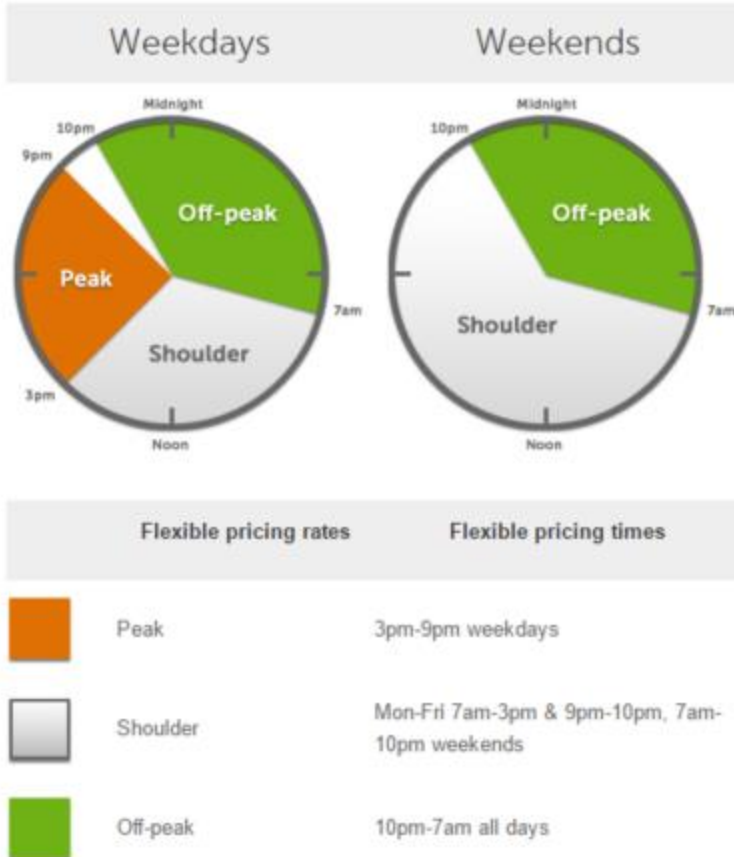 Weekdays
Weekends
Midnight
10pm
9pm
Off-peak
Peak
7am
Shoulder
3pm
Noon
Midnight
10pm
Off-peak
7am
Shoulder
Noon
Flexible pricing rates
Flexible pricing times
Peak
3pm-9pm weekdays
Shoulder
Mon-Fri 7am-3pm & 9pm-10pm, 7am-
10pm weekends
Off-peak
10pm-7am all days